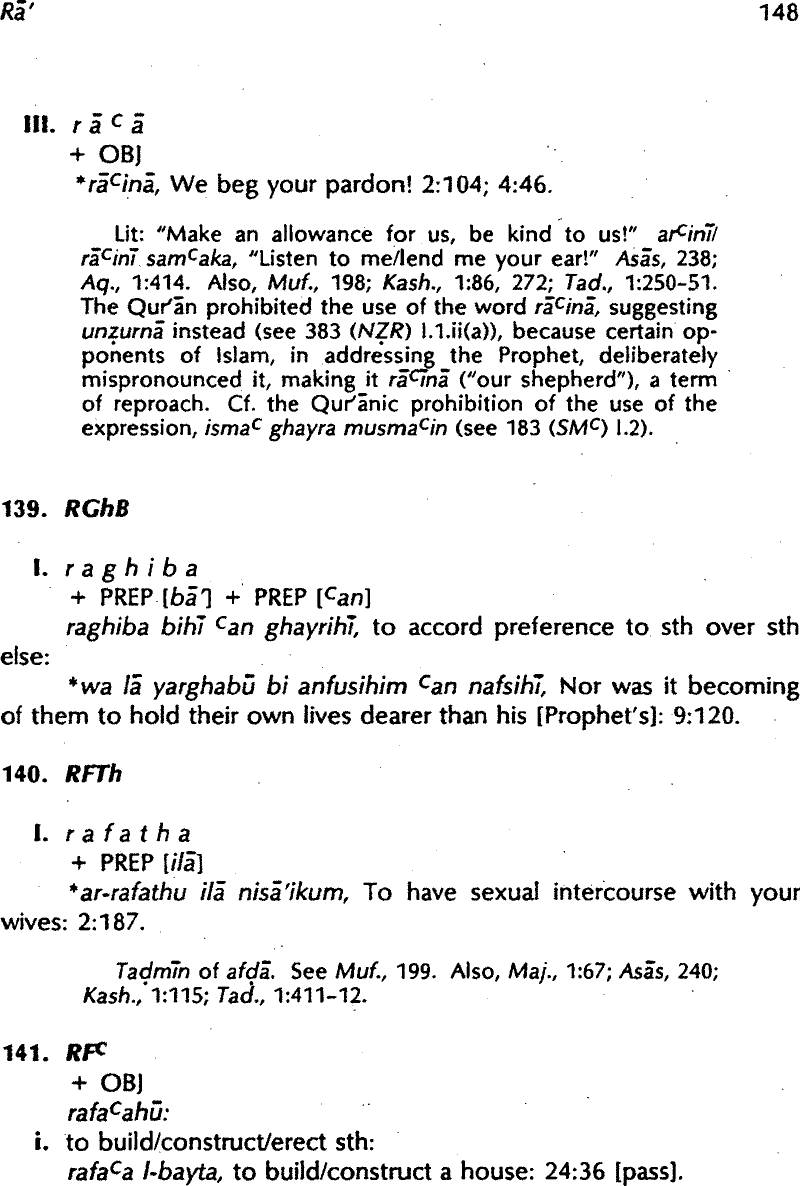 Rā' 148
III. r ā ᶜ ā
+ OBJ
*rāᶜinā, We beg your pardon! 2:104; 4:46.
Lit: "Make an allowance for us, be kind to us!" arᶜinī/
rāᶜinī samᶜaka, "Listen to me/lend me your ear!" Asās, 238;
Aq., 1:414. Also, Muf., 198; Kash., 1:86, 272; Tad., 1:250-51.
The Qur'ān prohibited the use of the word rāᶜinā, suggesting
unẓurnā instead (see 383 (NẒR) I.1.ii(a)), because certain op-
ponents of Islam, in addressing the Prophet, deliberately
mispronounced it, making it rāᶜīnā ("our shepherd"), a term
of reproach. Cf. the Qur'ānic prohibition of the use of the
expression, ismaᶜ ghayra musmaᶜin (see 183 (SMᶜ) I.2).
139. RGhB
I. r a g h i b a
+ PREP [bā'] + PREP [ᶜan]
raghiba bihī ᶜan ghayrihī, to accord preference to sth over sth
else:
*wa lā yarghabū bi anfusihim ᶜan nafsihī, Nor was it becoming
of them to hold their own lives dearer than his [Prophet's]: 9:120.
140. RFTh
I. r a f a t h a
+ PREP [ilā]
*ar-rafathu ilā nisā'ikum, To have sexual intercourse with your
wives: 2:187.
Taḍmīn of afḍā. See Muf., 199. Also, Maj., 1:67; Asās, 240;
Kash., 1:115; Tad., 1:411-12.
141. RFᶜ
+ OBJ
rafaᶜahū:
i. to build/construct/erect sth:
rafaᶜa l-bayta, to build/construct a house: 24:36 [pass].